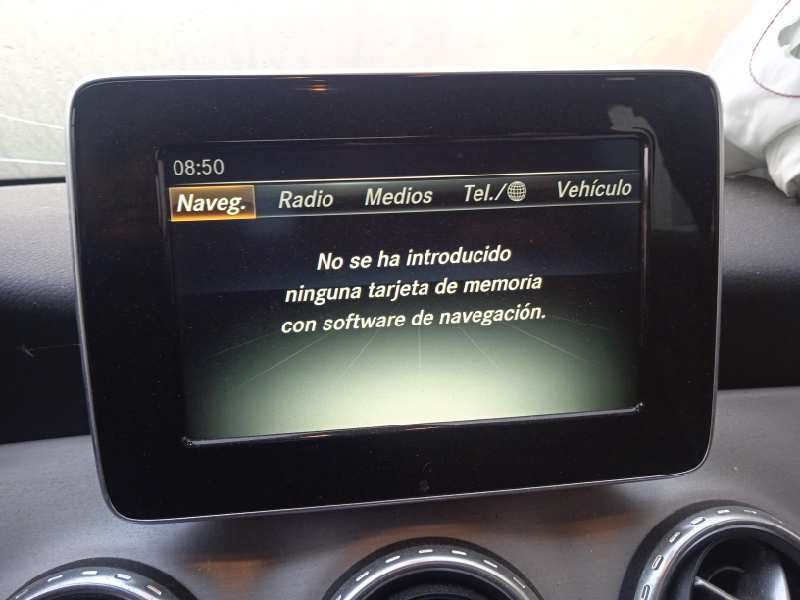 08:50
Naveg. Radio Medios Tel./ Vehículo
No se ha introducido
ninguna tarjeta de memoria
con software de navegación.